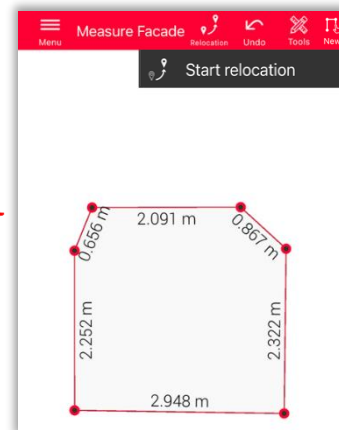 Menu
Measure Facade
Relocation
Undo
Tools
New
Start relocation
2.091 m
0.656 m
0.867 m
2.252 m
2.322 m
2.948 m